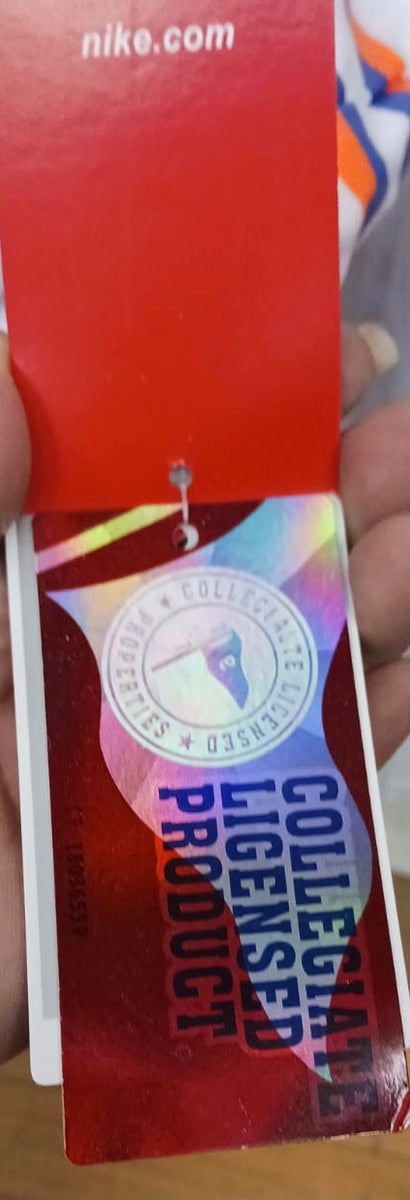 nike.com
COLLEGIATE LICENSED PROPERTIES
COLLEGIATE
LICENSED
PRODUCT